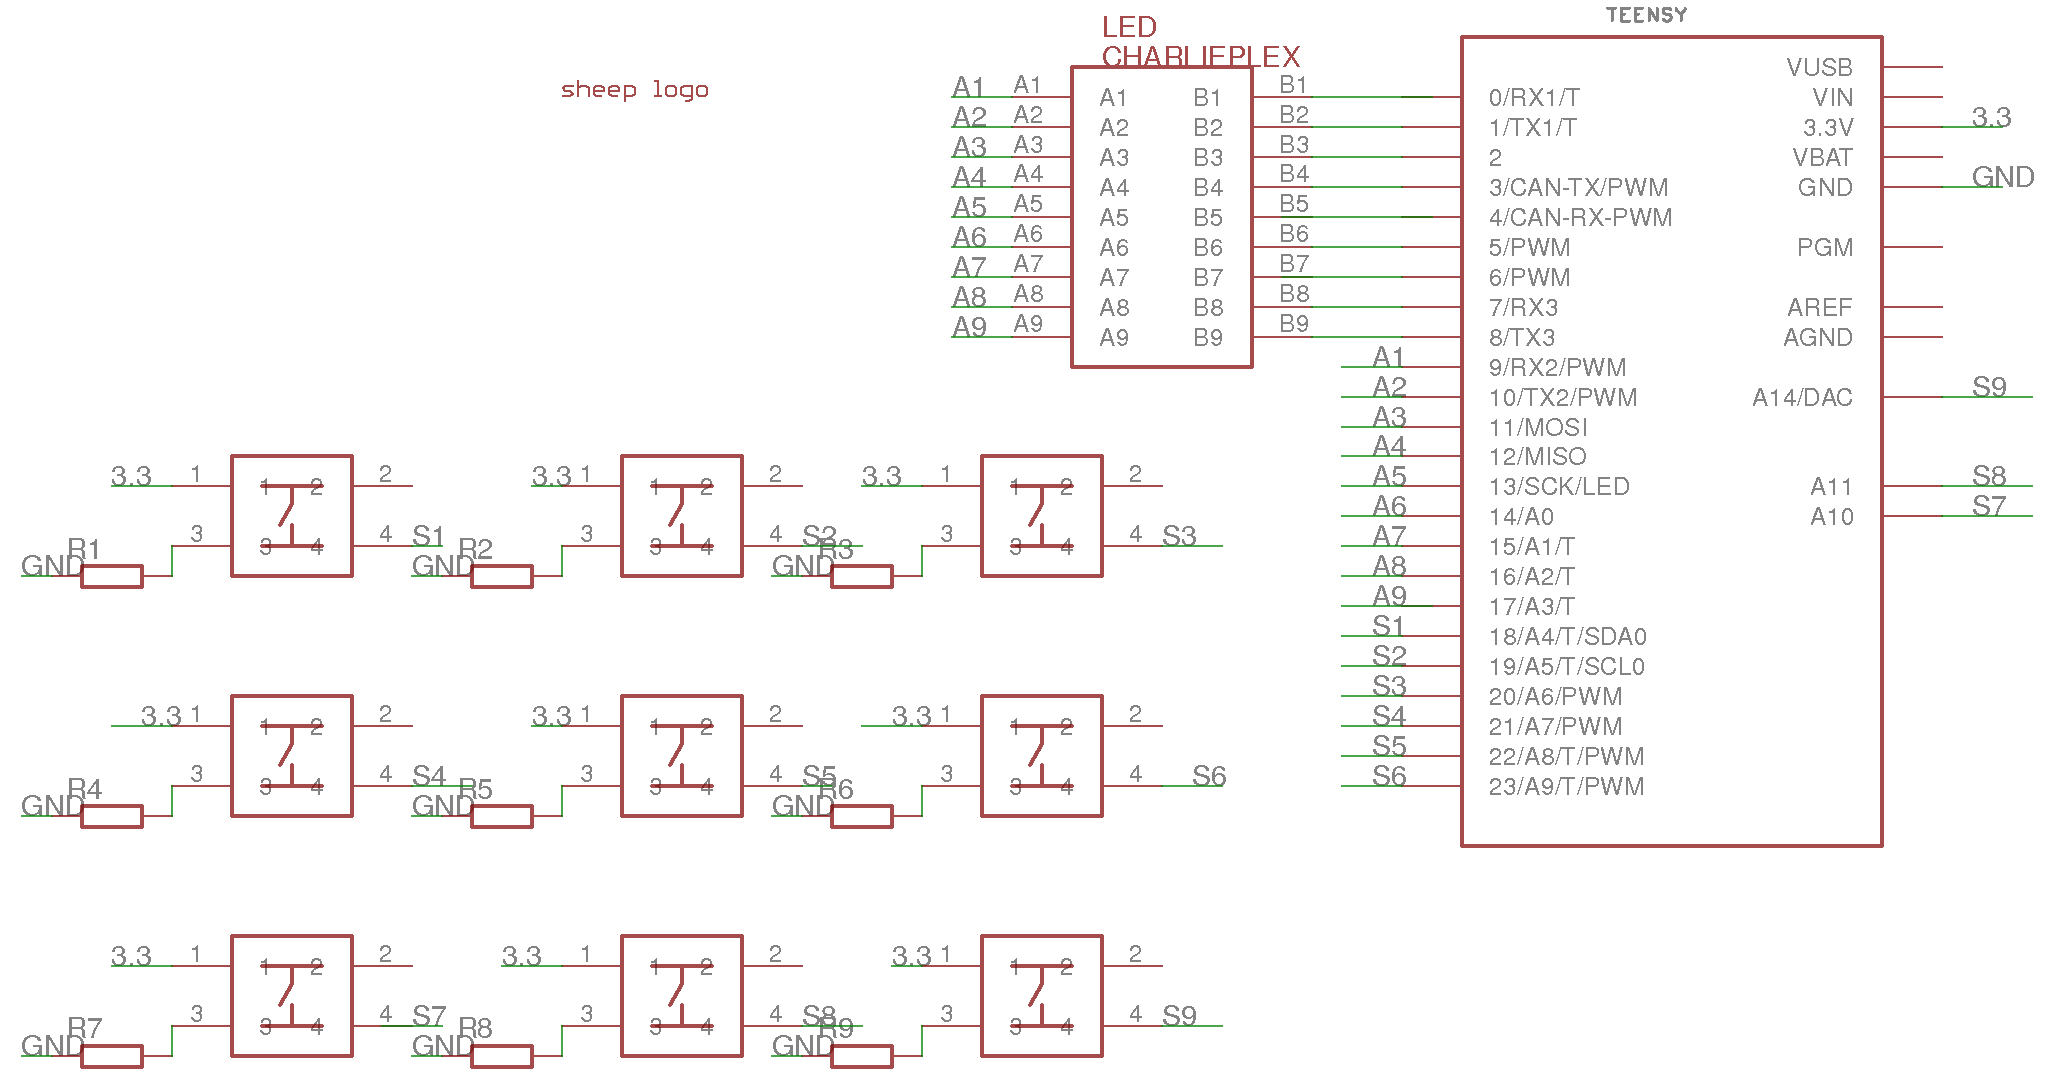 TEENSY
LED
CHARLIEPLEX
sheep logo
A1 A1 A1 B1 B1
A2 A2 A2 B2 B2
A3 A3 A3 B3 B3
A4 A4 A4 B4 B4
A5 A5 A5 B5 B5
A6 A6 A6 B6 B6
A7 A7 A7 B7 B7
A8 A8 A8 B8 B8
A9 A9 A9 B9 B9
VUSB
0/RX1/T VIN
1/TX1/T 3.3V 3.3
2 VBAT
3/CAN-TX/PWM GND GND
4/CAN-RX-PWM
5/PWM PGM
6/PWM
7/RX3 AREF
8/TX3 AGND
A1 9/RX2/PWM
A2 10/TX2/PWM A14/DAC S9
A3 11/MOSI
A4 12/MISO
A5 13/SCK/LED A11 S8
A6 14/A0 A10 S7
A7 15/A1/T
A8 16/A2/T
A9 17/A3/T
S1 18/A4/T/SDA0
S2 19/A5/T/SCL0
S3 20/A6/PWM
S4 21/A7/PWM
S5 22/A8/T/PWM
S6 23/A9/T/PWM
3.3 1 1 2 2 3.3 1 1 2 2 3.3 1 1 2 2
3 3 4 4 S1 3 3 4 4 S2 3 3 4 4 S3
R1 R2 R3
GND GND GND
3.3 1 1 2 2 3.3 1 1 2 2 3.3 1 1 2 2
3 3 4 4 S4 3 3 4 4 S5 3 3 4 4 S6
R4 R5 R6
GND GND GND
3.3 1 1 2 2 3.3 1 1 2 2 3.3 1 1 2 2
3 3 4 4 S7 3 3 4 4 S8 3 3 4 4 S9
R7 R8 R9
GND GND GND